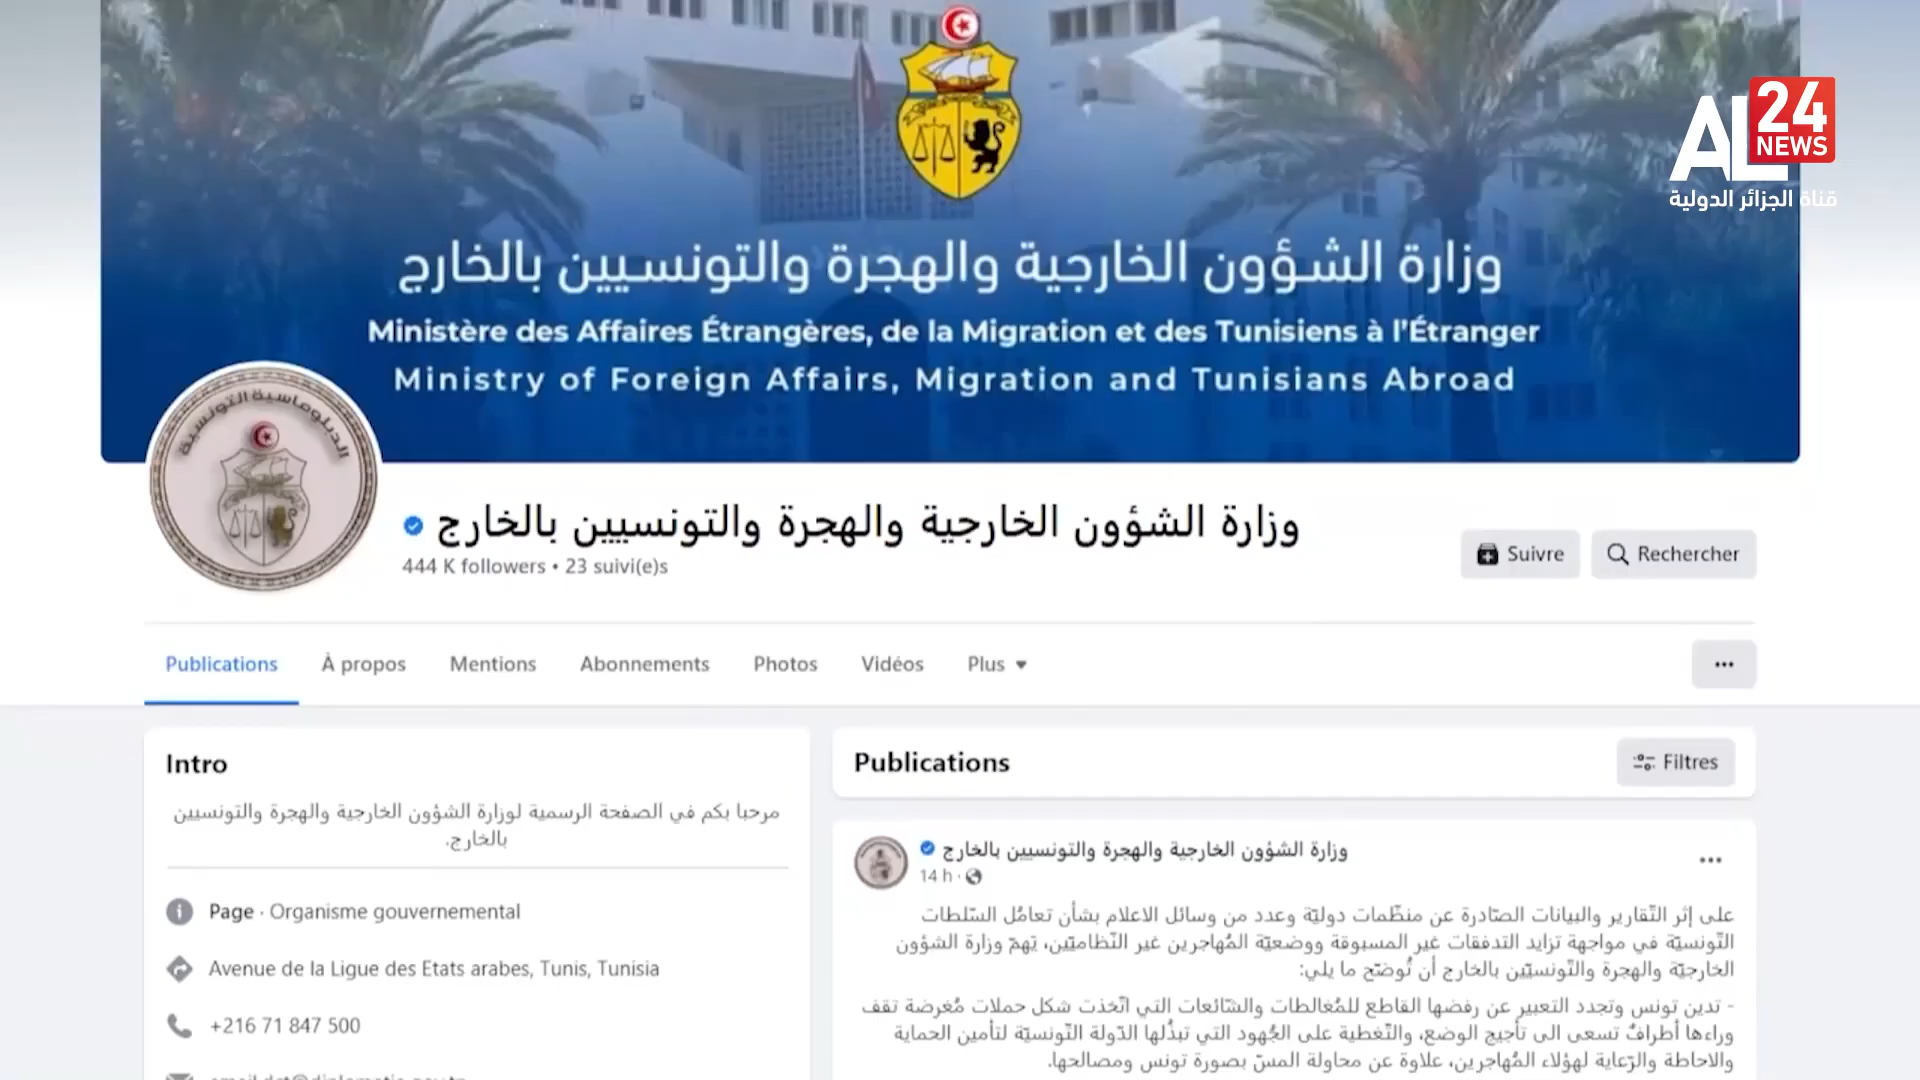 AL
24
NEWS
قناة الجزائر الدولية
وزارة الشؤون الخارجية والهجرة والتونسيين بالخارج
Ministère des Affaires Étrangères, de la Migration et des Tunisiens à l'Étranger
Ministry of Foreign Affairs, Migration and Tunisians Abroad
الدبلوماسية التونسية
وزارة الشؤون الخارجية والهجرة والتونسيين بالخارج
444 K followers • 23 suivi(e)s
Suivre
Rechercher
Publications À propos Mentions Abonnements Photos Vidéos Plus
Intro
مرحبا بكم في الصفحة الرسمية لوزارة الشؤون الخارجية والهجرة والتونسيين
بالخارج.
Page · Organisme gouvernemental
Avenue de la Ligue des Etats arabes, Tunis, Tunisia
+216 71 847 500
Publications
Filtres
وزارة الشؤون الخارجية والهجرة والتونسيين بالخارج
14 h ·
على إثر التّقارير والبيانات الصّادرة عن منظّمات دوليّة وعدد من وسائل الاعلام بشأن تعامُل السّلطات
التّونسيّة في مواجهة تزايد التدفقات غير المسبوقة ووضعيّة المُهاجرين غير النّظاميّين، يَهمّ وزارة الشؤون
الخارجيّة والهجرة والتّونسيّين بالخارج أن تُوضّح ما يلي:
- تدين تونس وتجدد التعبير عن رفضها القاطع للمُغالطات والشّائعات التي اتّخذت شكل حملات مُغرضة تقف
وراءها أطرافٌ تسعى الى تأجيج الوضع، والتّغطية على الجُهود التي تبذُلها الدّولة التّونسيّة لتأمين الحماية
والاحاطة والرّعاية لهؤلاء المُهاجرين، علاوة عن محاولة المسّ بصورة تونس ومصالحها.